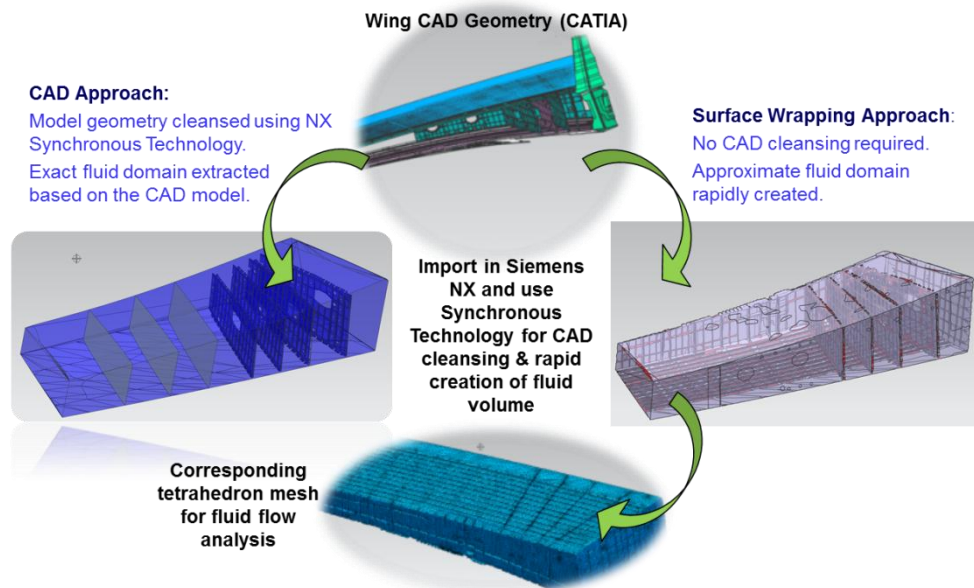 Wing CAD Geometry (CATIA)
CAD Approach:
Model geometry cleansed using NX
Synchronous Technology.
Exact fluid domain extracted
based on the CAD model.
Surface Wrapping Approach:
No CAD cleansing required.
Approximate fluid domain
rapidly created.
Import in Siemens
NX and use
Synchronous
Technology for CAD
cleansing & rapid
creation of fluid
volume
Corresponding
tetrahedron mesh
for fluid flow
analysis